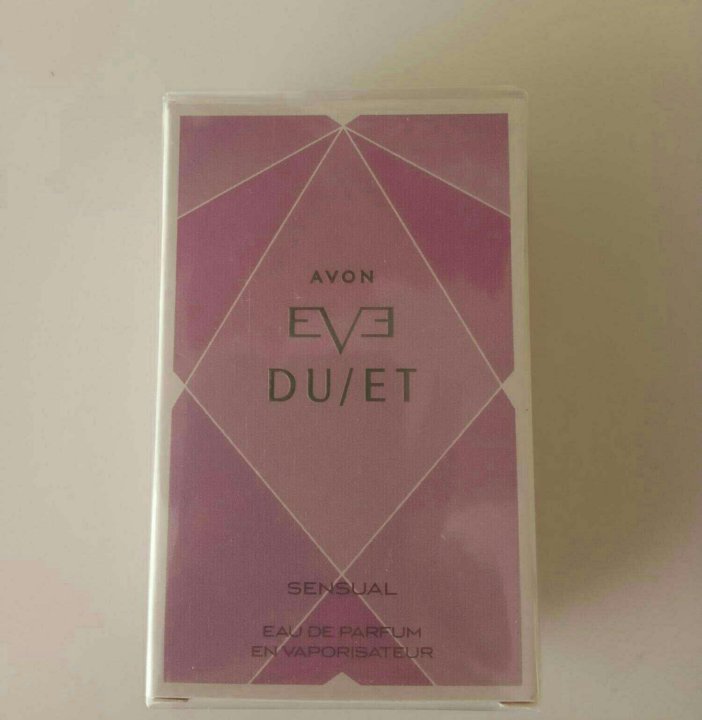 AVON
EVE
DU/ET
SENSUAL
EAU DE PARFUM
EN VAPORISATEUR